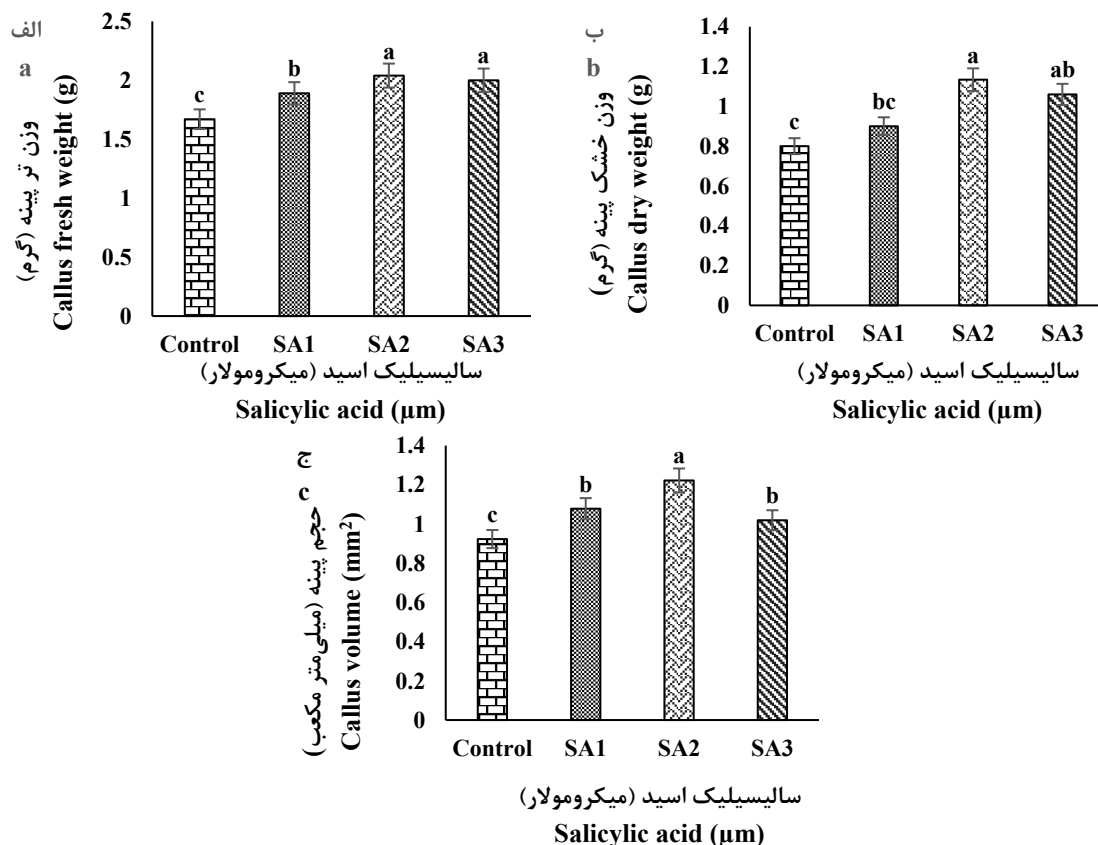 الف
a
وزن تر پینه (گرم)
Callus fresh weight (g)
2.5
2
1.5
1
0.5
0
c
b
a
a
Control SA1 SA2 SA3
سالیسیلیک اسید (میکرومولار)
Salicylic acid (µm)
ب
b
وزن خشک پینه (گرم)
Callus dry weight (g)
1.4
1.2
1
0.8
0.6
0.4
0.2
0
c
bc
a
ab
Control SA1 SA2 SA3
سالیسیلیک اسید (میکرومولار)
Salicylic acid (µm)
ج
c
حجم پینه (میلی‌متر مکعب)
Callus volume (mm²)
1.4
1.2
1
0.8
0.6
0.4
0.2
0
c
b
a
b
Control SA1 SA2 SA3
سالیسیلیک اسید (میکرومولار)
Salicylic acid (µm)